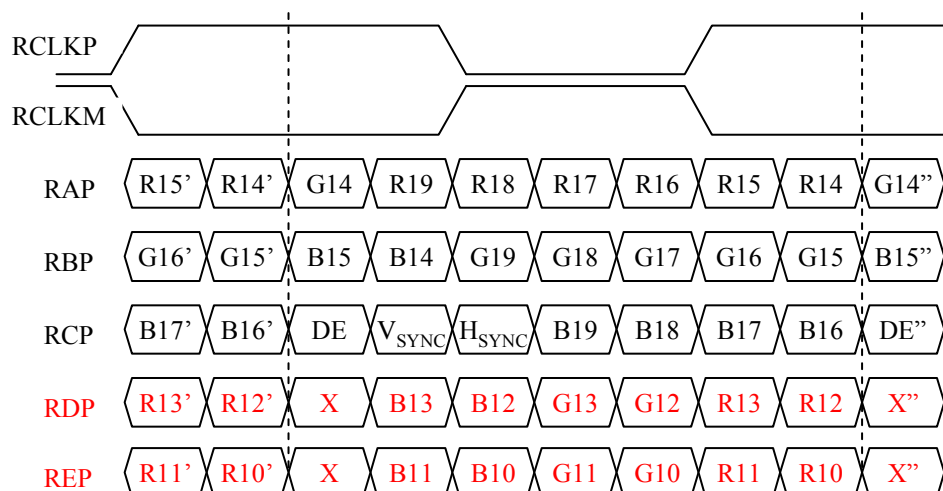 RCLKP
RCLKM
RAP R15’ R14’ G14 R19 R18 R17 R16 R15 R14 G14”
RBP G16’ G15’ B15 B14 G19 G18 G17 G16 G15 B15”
RCP B17’ B16’ DE VSYNC HSYNC B19 B18 B17 B16 DE”
RDP R13’ R12’ X B13 B12 G13 G12 R13 R12 X”
REP R11’ R10’ X B11 B10 G11 G10 R11 R10 X”